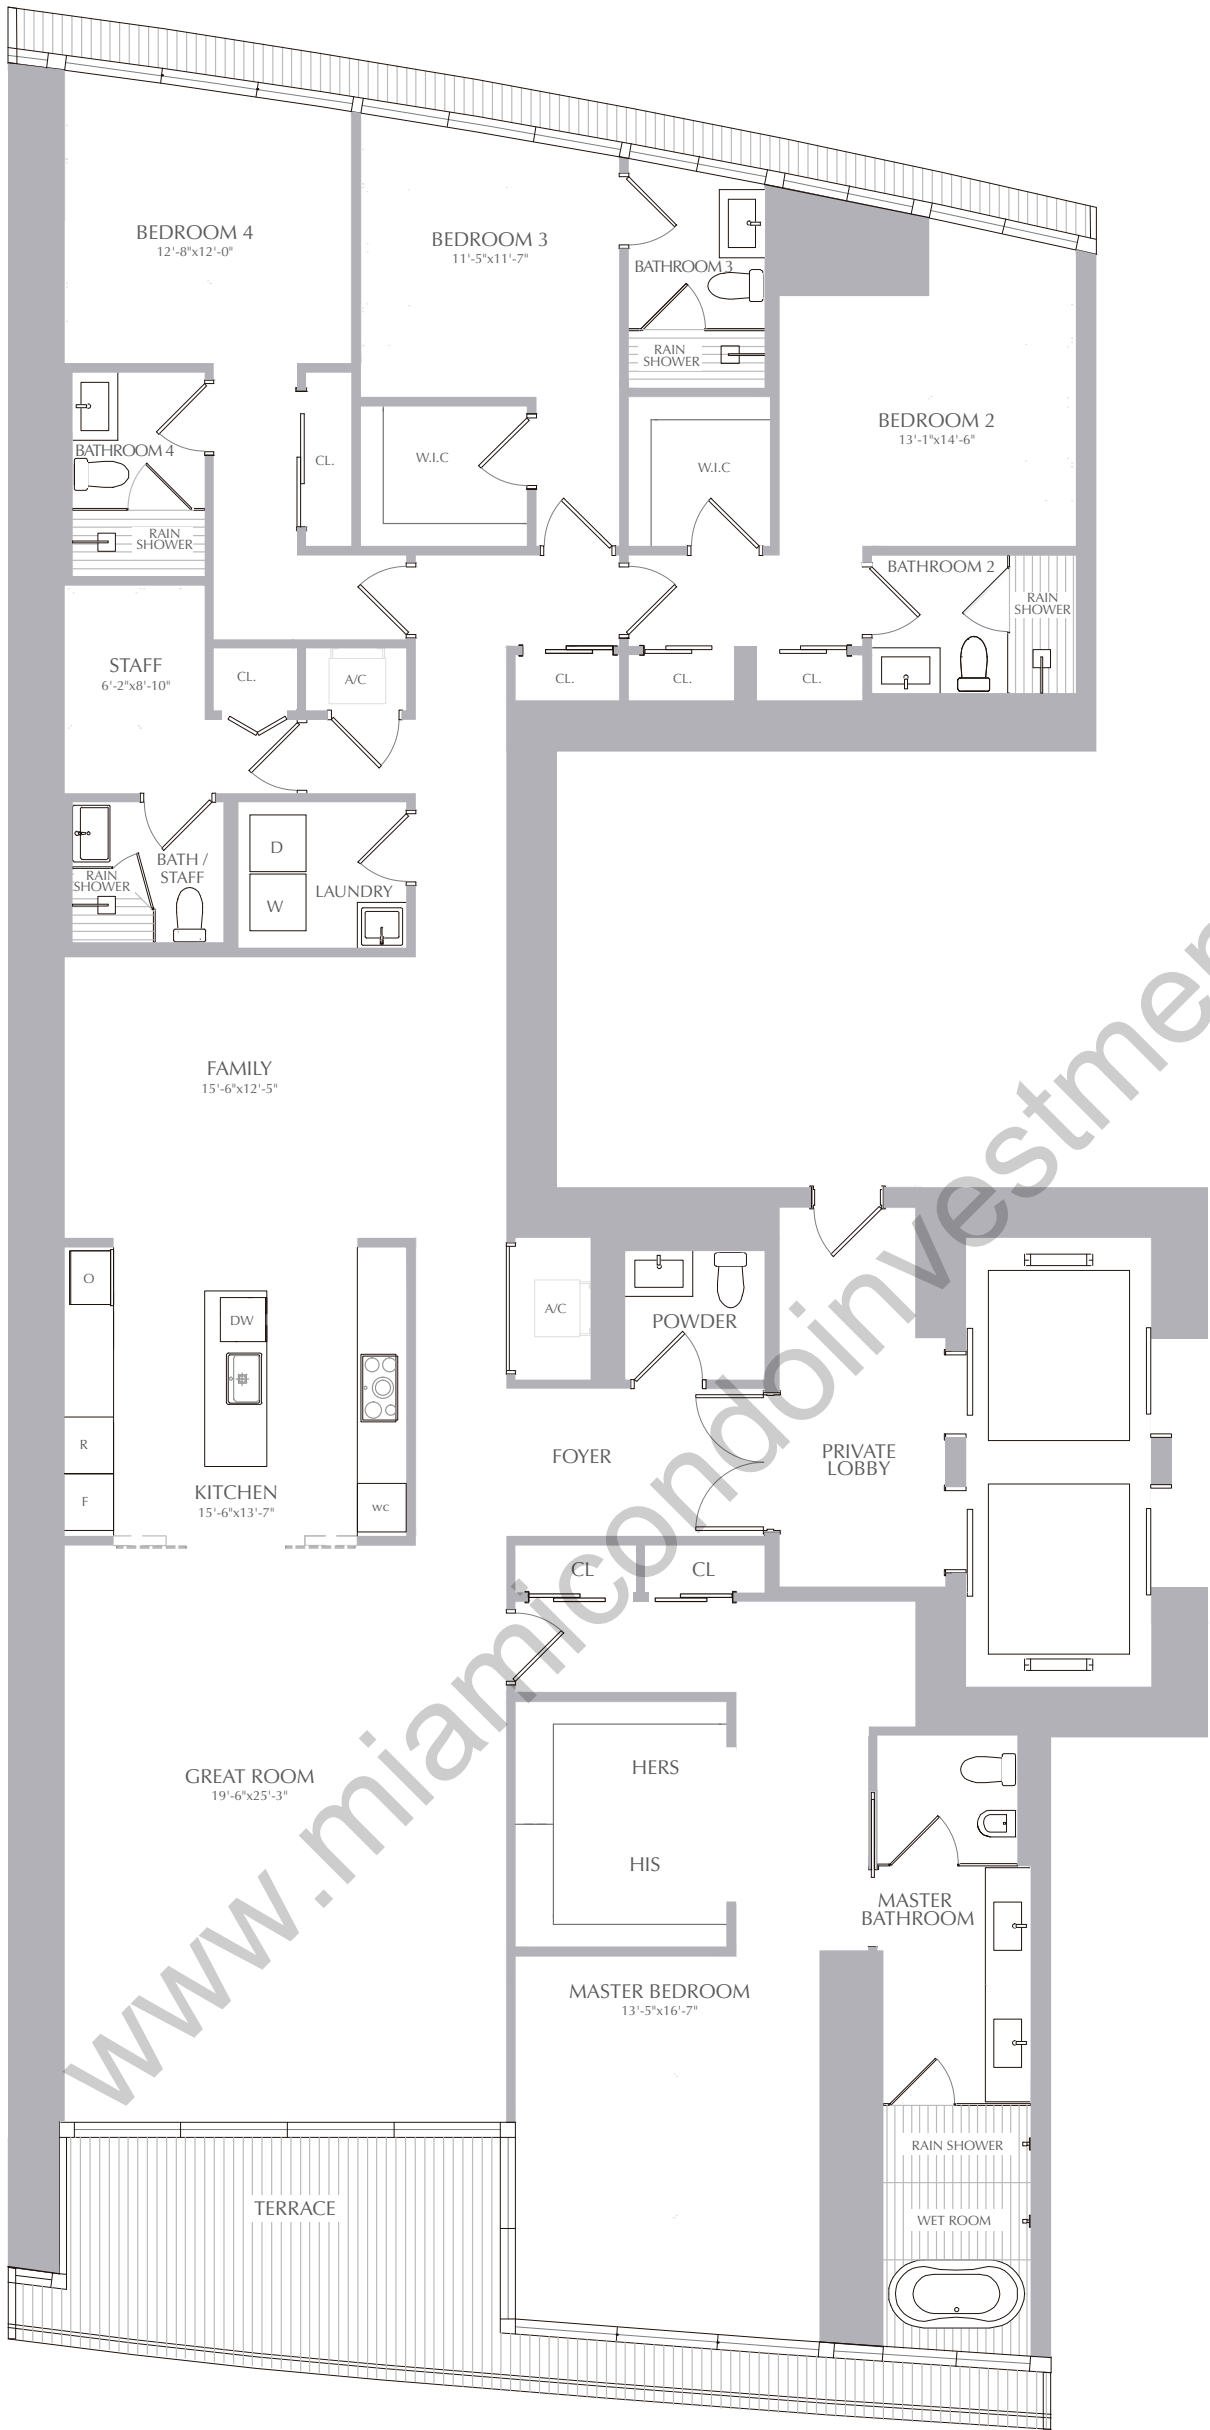 BEDROOM 4
12'-8"x12'-0"
BEDROOM 3
11'-5"x11'-7"
BATHROOM 3
RAIN
SHOWER
BEDROOM 2
13'-1"x14'-6"
BATHROOM 4
RAIN
SHOWER
CL.
W.I.C
W.I.C
BATHROOM 2
RAIN
SHOWER
STAFF
6'-2"x8'-10"
CL.
A/C
CL.
CL.
CL.
BATH /
STAFF
RAIN
SHOWER
D
W
LAUNDRY
FAMILY
15'-6"x12'-5"
O
DW
R
F
KITCHEN
15'-6"x13'-7"
WC
A/C
POWDER
FOYER
PRIVATE
LOBBY
CL
CL
GREAT ROOM
19'-6"x25'-3"
HERS
HIS
MASTER
BATHROOM
MASTER BEDROOM
13'-5"x16'-7"
RAIN SHOWER
WET ROOM
TERRACE
www.miamicondoinvestmen